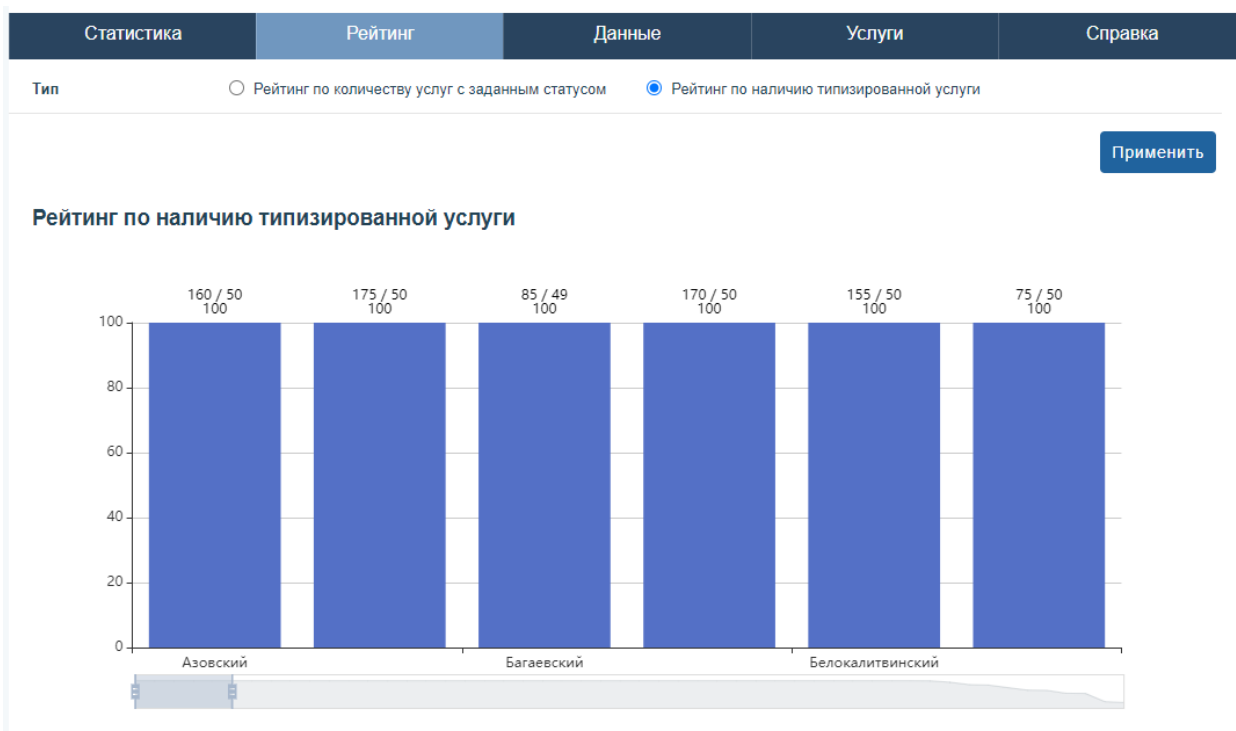 Статистика Рейтинг Данные Услуги Справка
Тип Рейтинг по количеству услуг с заданным статусом Рейтинг по наличию типизированной услуги
Применить
Рейтинг по наличию типизированной услуги
160 / 50 175 / 50 85 / 49 170 / 50 155 / 50 75 / 50
100 100 100 100 100 100
100
80
60
40
20
0
Азовский Багаевский Белокалитвинский